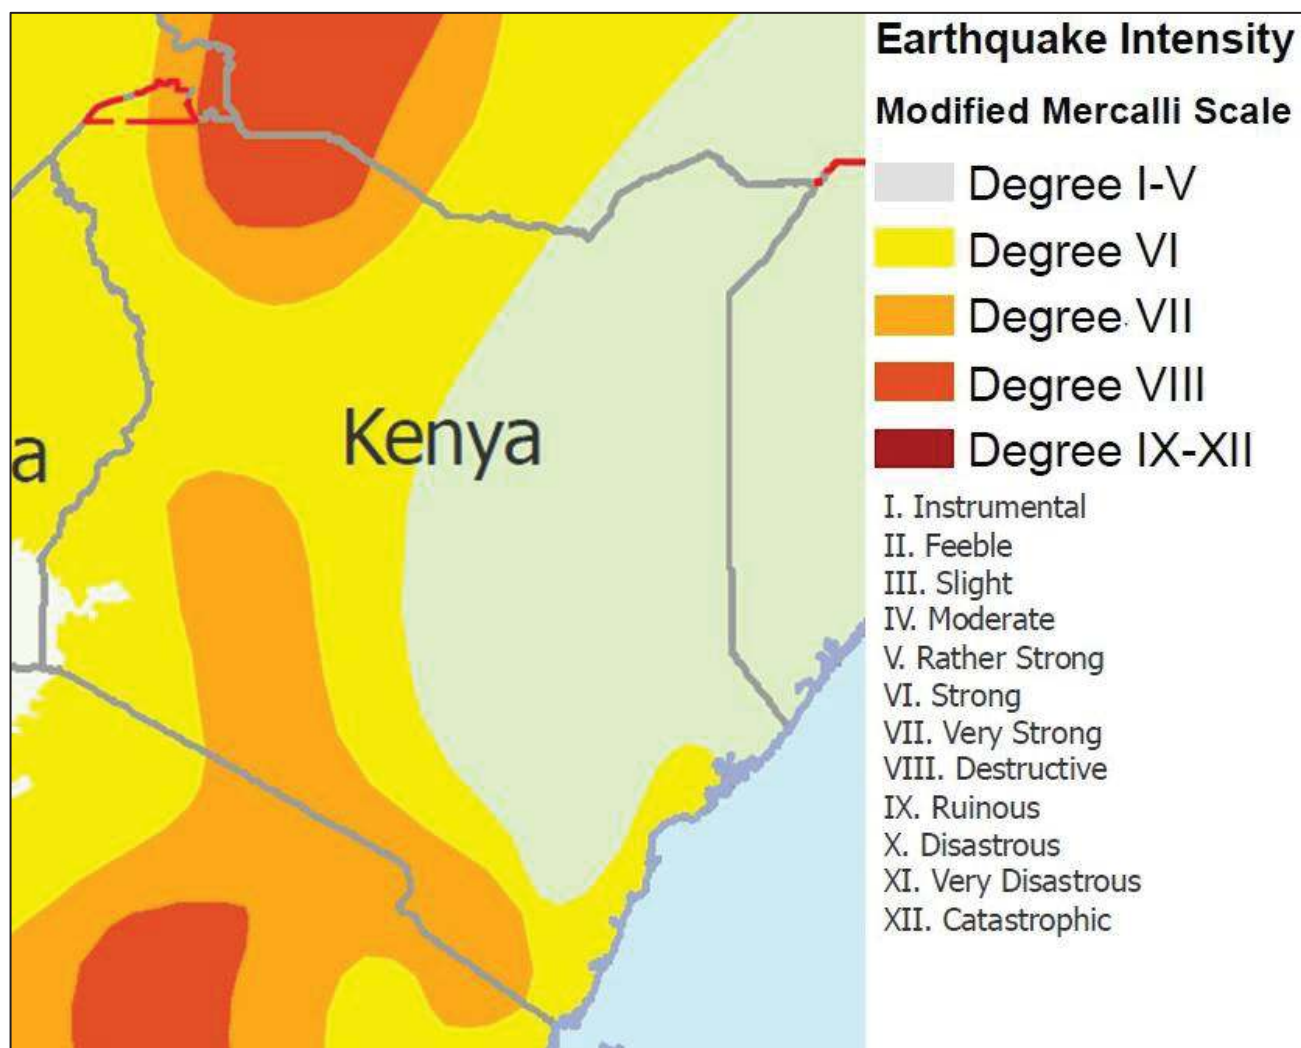 Earthquake Intensity
Modified Mercalli Scale
Degree I-V
Degree VI
Degree VII
Degree VIII
Degree IX-XII
I. Instrumental
II. Feeble
III. Slight
IV. Moderate
V. Rather Strong
VI. Strong
VII. Very Strong
VIII. Destructive
IX. Ruinous
X. Disastrous
XI. Very Disastrous
XII. Catastrophic
Kenya
a